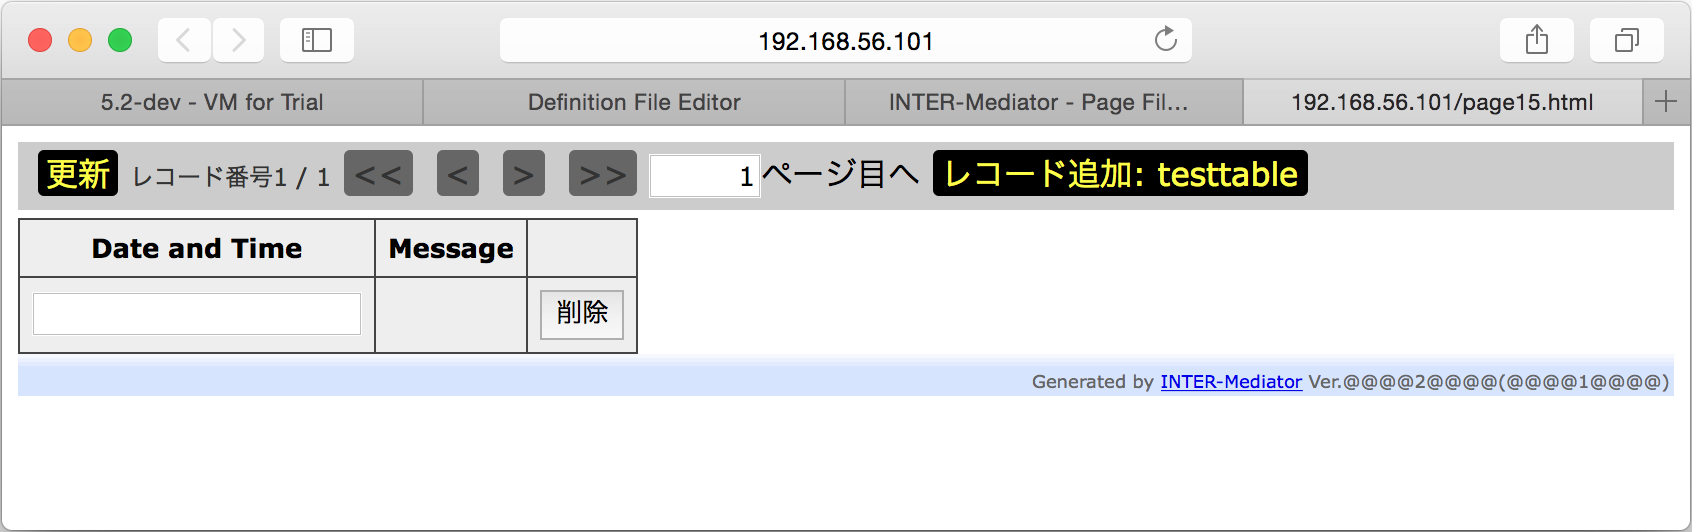 192.168.56.101
5.2-dev - VM for Trial
Definition File Editor
INTER-Mediator - Page Fil...
192.168.56.101/page15.html
更新 レコード番号1 / 1 << < > >> 1 ページ目へ レコード追加: testtable
Date and Time Message
削除
Generated by INTER-Mediator Ver.@@@@2@@@@(@@@@1@@@@)